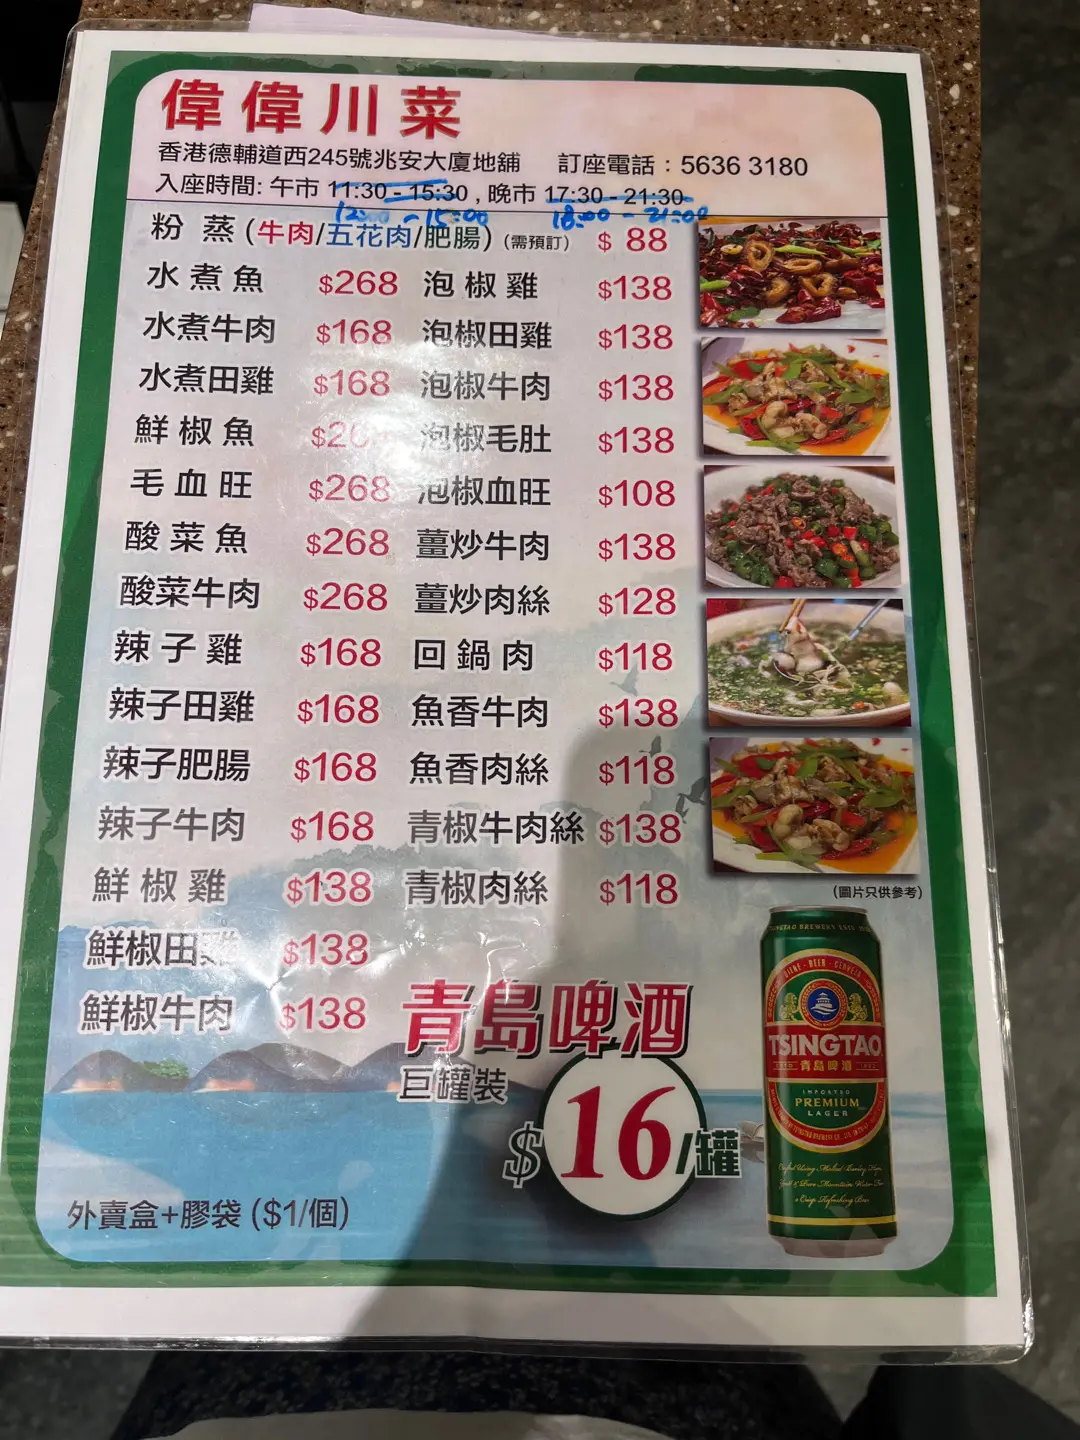 偉偉川菜
香港德輔道西245號兆安大廈地舖 訂座電話：5636 3180
入座時間: 午市 11:30 - 15:30 , 晚市 17:30 - 21:30
12:00 - 15:00 18:00 - 21:00
粉 蒸 (牛肉/五花肉/肥腸) (需預訂) $ 88
水煮魚 $268 泡椒雞 $138
水煮牛肉 $168 泡椒田雞 $138
水煮田雞 $168 泡椒牛肉 $138
鮮椒魚 泡椒毛肚 $138
毛血旺 $268 泡椒血旺 $108
酸菜魚 $268 薑炒牛肉 $138
酸菜牛肉 $268 薑炒肉絲 $128
辣子雞 $168 回鍋肉 $118
辣子田雞 $168 魚香牛肉 $138
辣子肥腸 $168 魚香肉絲 $118
辣子牛肉 $168 青椒牛肉絲 $138
鮮椒雞 $138 青椒肉絲 $118
鮮椒田雞 $138
鮮椒牛肉 $138
(圖片只供參考)
青島啤酒
巨罐裝
$16/罐
外賣盒+膠袋 ($1/個)
TSINGTAO
青島啤酒
IMPORTED
PREMIUM
LAGER